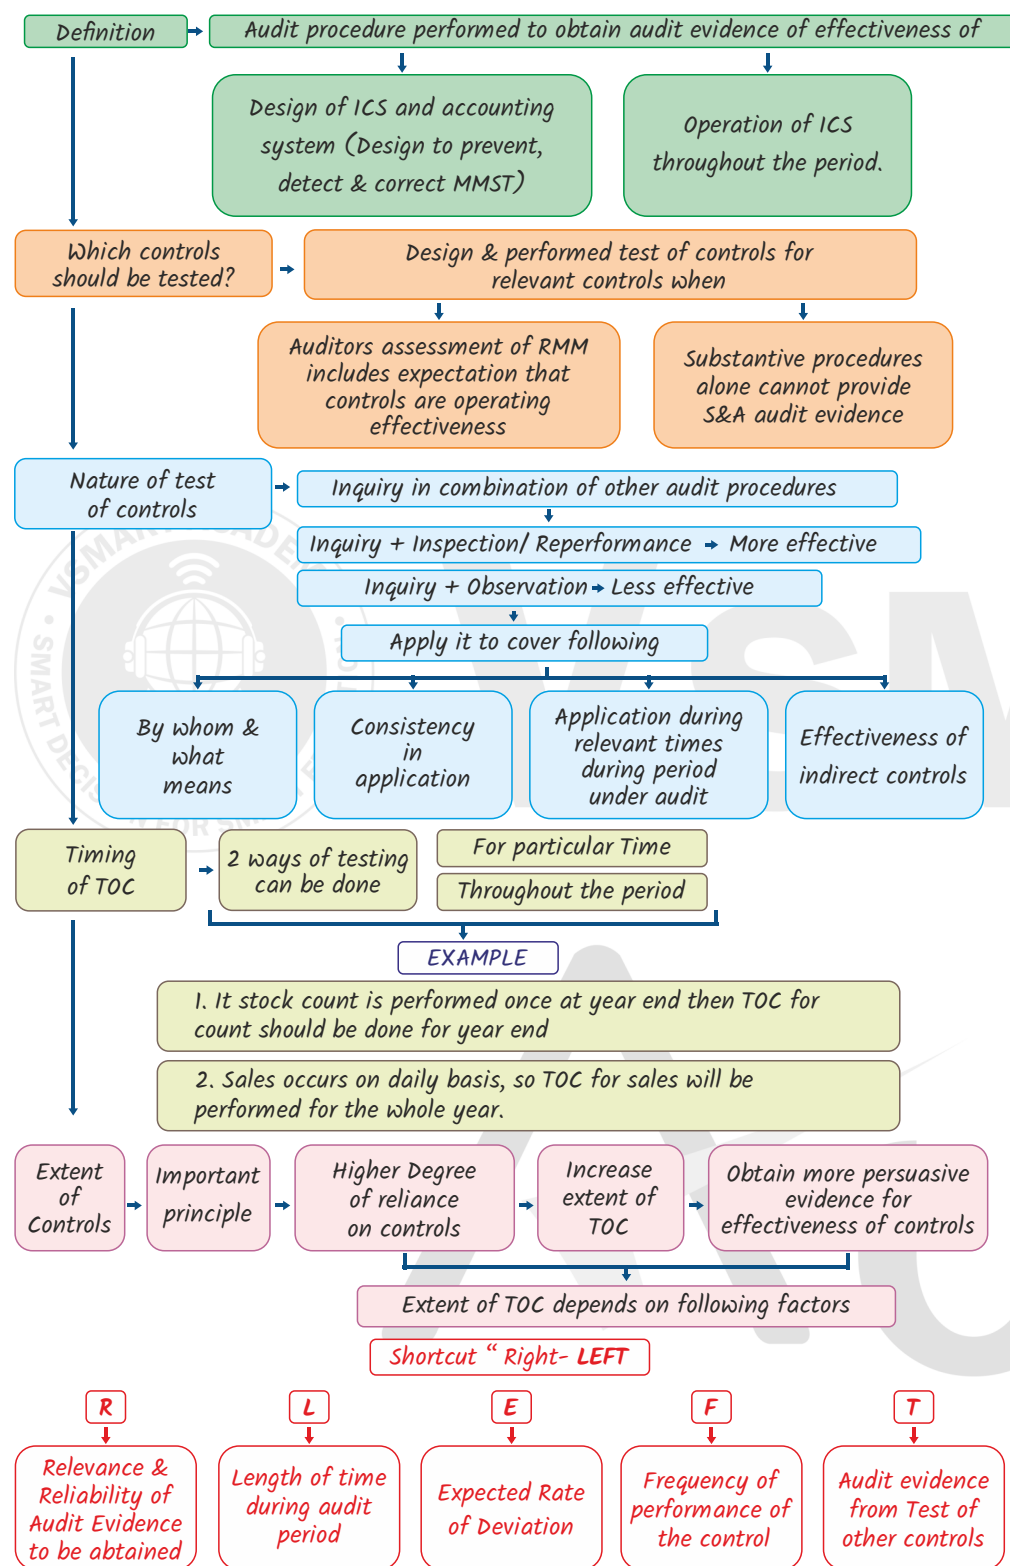 Definition
Audit procedure performed to obtain audit evidence of effectiveness of
Design of ICS and accounting
system (Design to prevent,
detect & correct MMST)
Operation of ICS
throughout the period.
Which controls
should be tested?
Design & performed test of controls for
relevant controls when
Auditors assessment of RMM
includes expectation that
controls are operating
effectiveness
Substantive procedures
alone cannot provide
S&A audit evidence
Nature of test
of controls
Inquiry in combination of other audit procedures
Inquiry + Inspection/ Reperformance
More effective
Inquiry + Observation
Less effective
Apply it to cover following
By whom &
what
means
Consistency
in
application
Application during
relevant times
during period
under audit
Effectiveness of
indirect controls
Timing
of TOC
2 ways of testing
can be done
For particular Time
Throughout the period
EXAMPLE
1. It stock count is performed once at year end then TOC for
count should be done for year end
2. Sales occurs on daily basis, so TOC for sales will be
performed for the whole year.
Extent
of
Controls
Important
principle
Higher Degree
of reliance
on controls
Increase
extent of
TOC
Obtain more persuasive
evidence for
effectiveness of controls
Extent of TOC depends on following factors
Shortcut “ Right- LEFT
R
L
E
F
T
Relevance &
Reliability of
Audit Evidence
to be abtained
Length of time
during audit
period
Expected Rate
of Deviation
Frequency of
performance of
the control
Audit evidence
from Test of
other controls